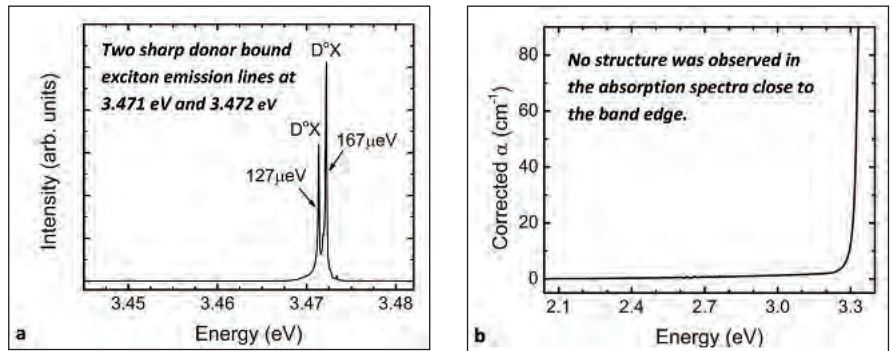 Two sharp donor bound
exciton emission lines at
3.471 eV and 3.472 eV
D°X
D°X
167μeV
127μeV
Intensity (arb. units)
3.45 3.46 3.47 3.48
Energy (eV)
a
No structure was observed in
the absorption spectra close to
the band edge.
Corrected α (cm⁻¹)
80
60
40
20
0
2.1 2.4 2.7 3.0 3.3
Energy (eV)
b